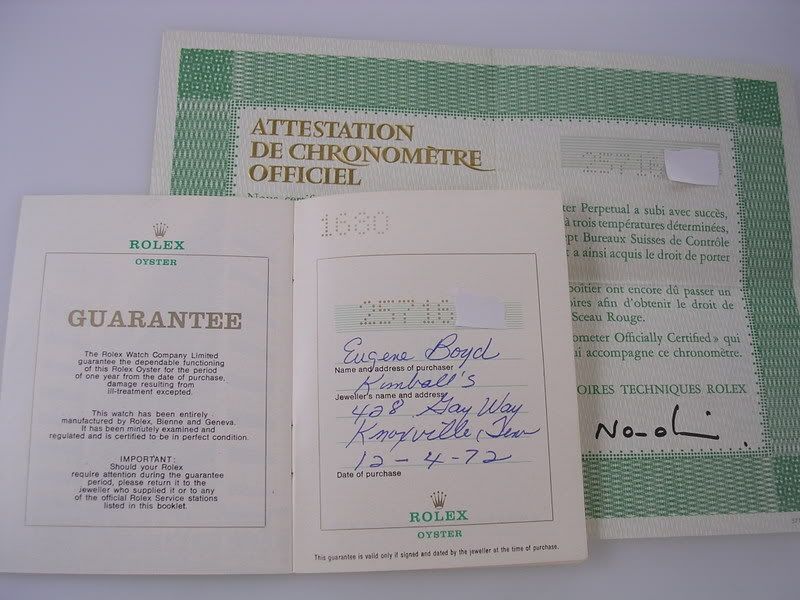 ATTESTATION
DE CHRONOMÈTRE
OFFICIEL
Nous
ter Perpetual a subi avec succès,
à trois températures déterminées,
ept Bureaux Suisses de Contrôle
t a ainsi acquis le droit de porter
boîtier ont encore dû passer un
oires afin d'obtenir le droit de
Sceau Rouge.
ometer Officially Certified» qui
ui accompagne ce chronomètre.
OIRES TECHNIQUES ROLEX
ROLEX
OYSTER
GUARANTEE
The Rolex Watch Company Limited
guarantee the dependable functioning
of this Rolex Oyster for the period
of one year from the date of purchase,
damage resulting from
ill-treatment excepted.
This watch has been entirely
manufactured by Rolex, Bienne and Geneva.
It has been minutely examined and
regulated and is certified to be in perfect condition.
IMPORTANT:
Should your Rolex
require attention during the guarantee
period, please return it to the
jeweller who supplied it or to any
of the official Rolex Service stations
listed in this booklet.
1680
25716
Eugene Boyd
Name and address of purchaser
Kimball's
Jeweller's name and address
428 Gay Way
Knoxville, Tenn
12-4-72
Date of purchase
ROLEX
OYSTER
This guarantee is valid only if signed and dated by the jeweller at the time of purchase.